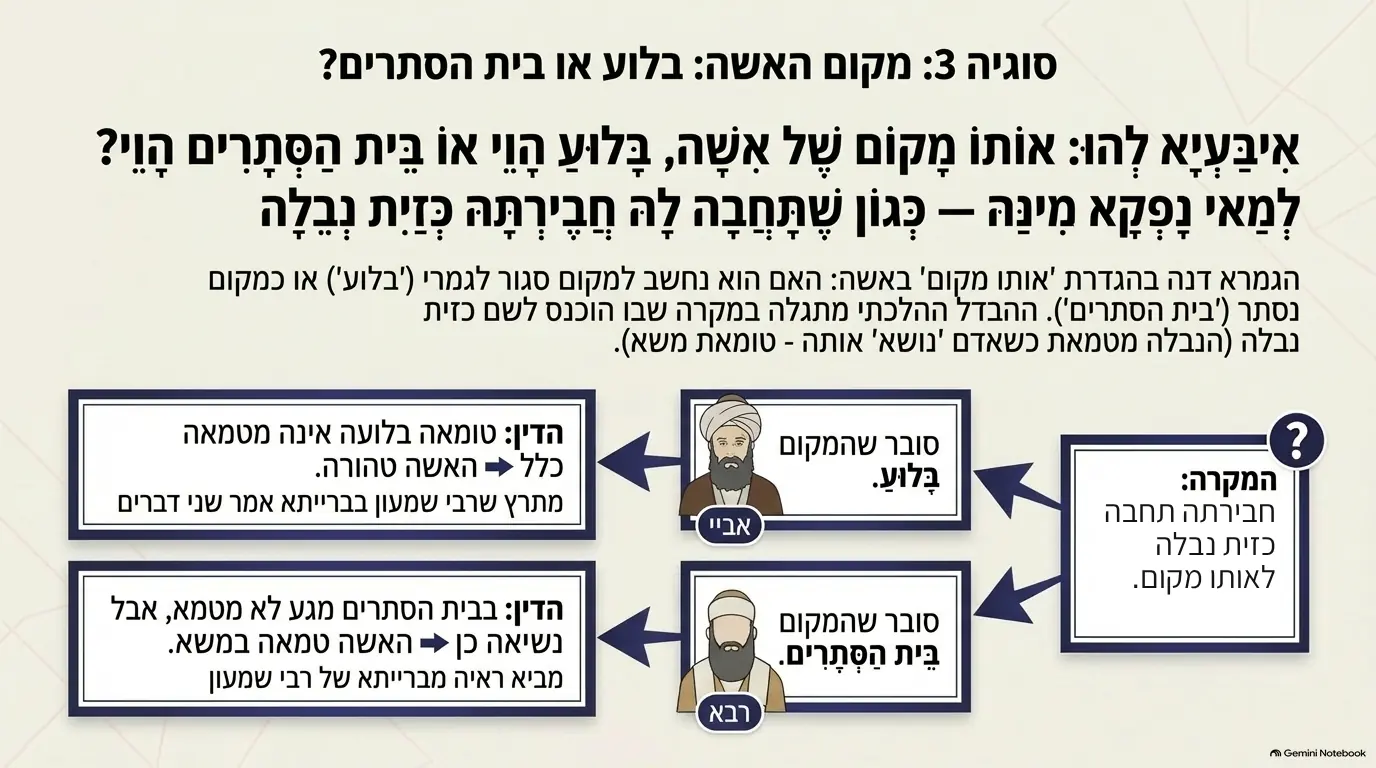 סוגיה 3: מקום האשה: בלוע או בית הסתרים?
אִיבַּעְיָא לְהוּ: אוֹתוֹ מָקוֹם שֶׁל אִשָּׁה, בָּלוּעַ הָוֵי אוֹ בֵּית הַסְּתָרִים הָוֵי?
לְמַאי נָפְקָא מִינַּהּ — כְּגוֹן שֶׁתָּחֲבָה לָהּ חֲבֶירְתָּהּ כְּזַיִת נְבֵלָה
הגמרא דנה בהגדרת 'אותו מקום' באשה: האם הוא נחשב למקום סגור לגמרי ('בלוע') או כמקום
נסתר ('בית הסתרים'). ההבדל ההלכתי מתגלה במקרה שבו הוכנס לשם כזית
נבלה (הנבלה מטמאת כשאדם 'נושא' אותה - טומאת משא).
?
המקרה:
חבירתה תחבה
כזית נבלה
לאותו מקום.
סובר שהמקום
בָּלוּעַ.
אביי
הדין: טומאה בלועה אינה מטמאה
כלל ➡ האשה טהורה.
מתרץ שרבי שמעון בברייתא אמר שני דברים
סובר שהמקום
בֵּית הַסְּתָרִים.
רבא
הדין: בבית הסתרים מגע לא מטמא, אבל
נשיאה כן ➡ האשה טמאה במשא.
מביא ראיה מברייתא של רבי שמעון
Gemini Notebook